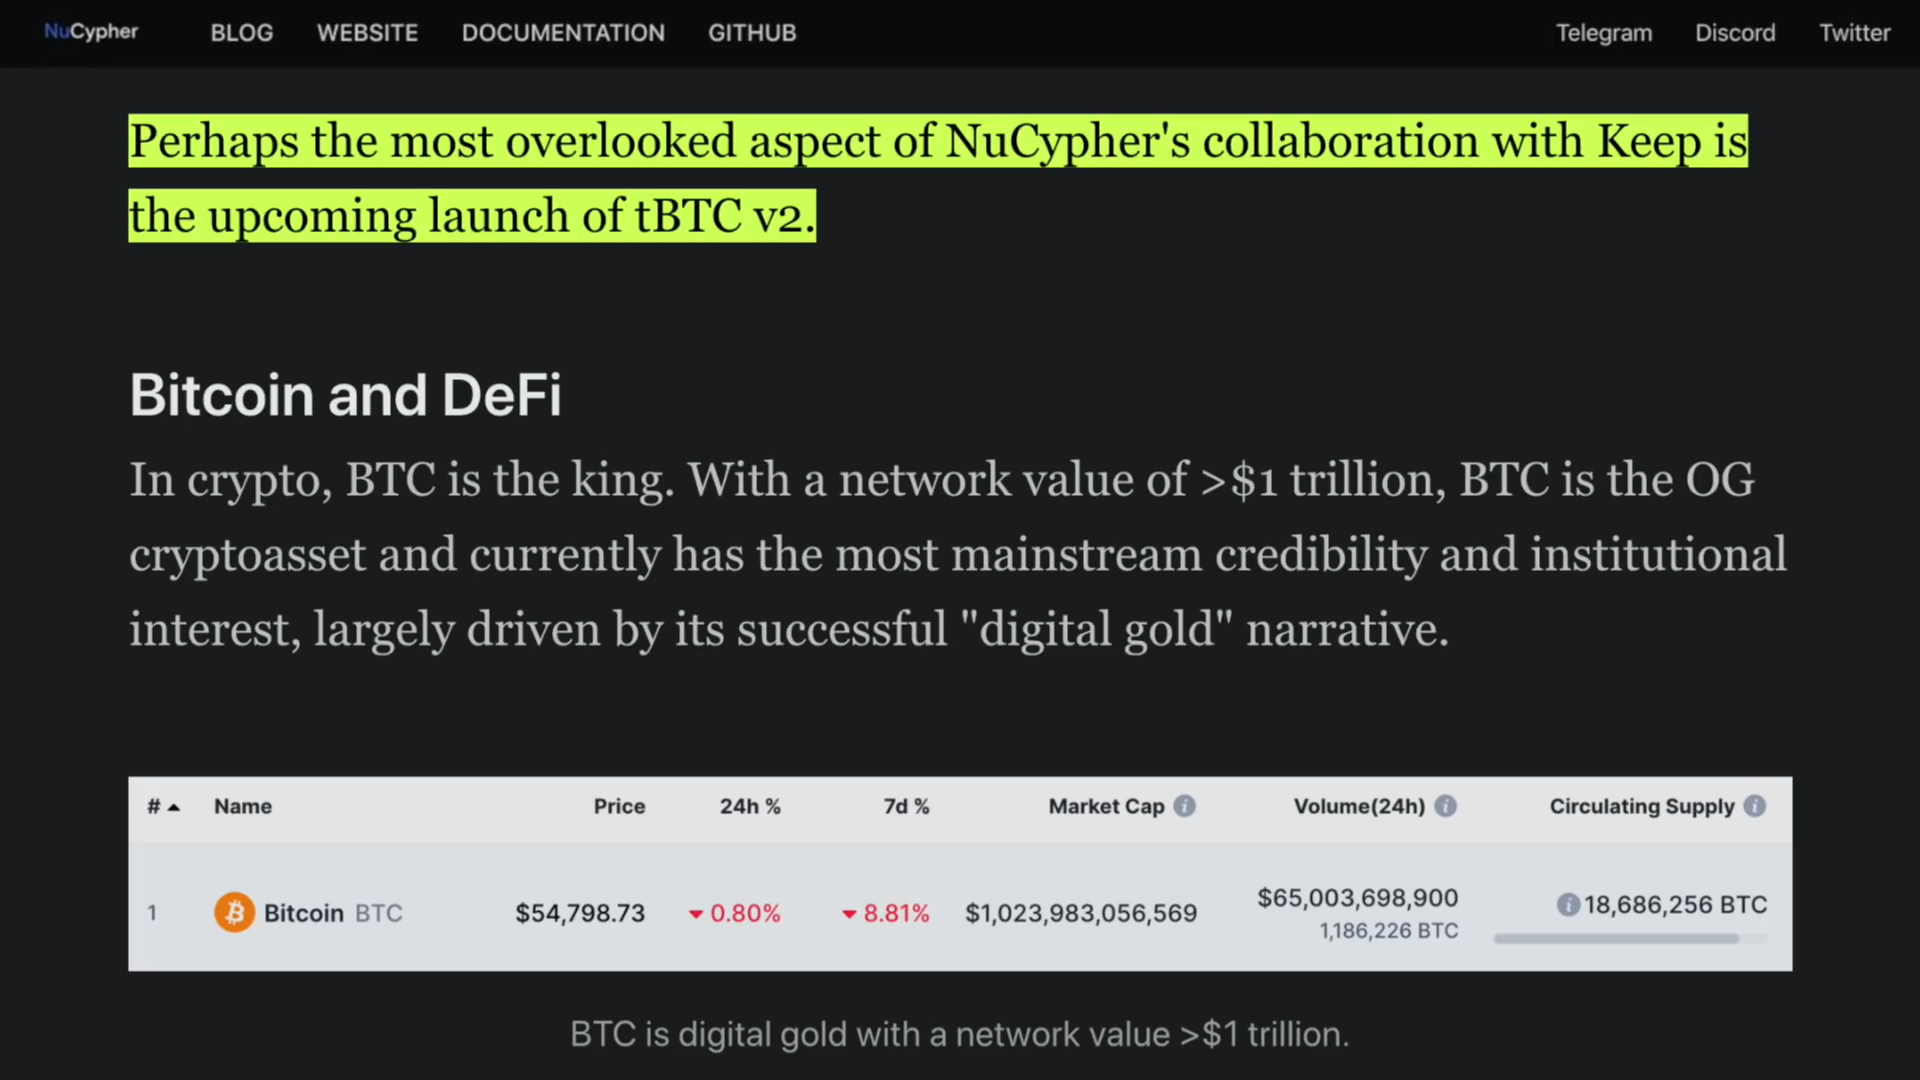 NuCypher BLOG WEBSITE DOCUMENTATION GITHUB Telegram Discord Twitter
Perhaps the most overlooked aspect of NuCypher's collaboration with Keep is
the upcoming launch of tBTC v2.
Bitcoin and DeFi
In crypto, BTC is the king. With a network value of >$1 trillion, BTC is the OG
cryptoasset and currently has the most mainstream credibility and institutional
interest, largely driven by its successful "digital gold" narrative.
# Name Price 24h % 7d % Market Cap Volume(24h) Circulating Supply
1 Bitcoin BTC $54,798.73 0.80% 8.81% $1,023,983,056,569 $65,003,698,900 18,686,256 BTC
1,186,226 BTC
BTC is digital gold with a network value >$1 trillion.